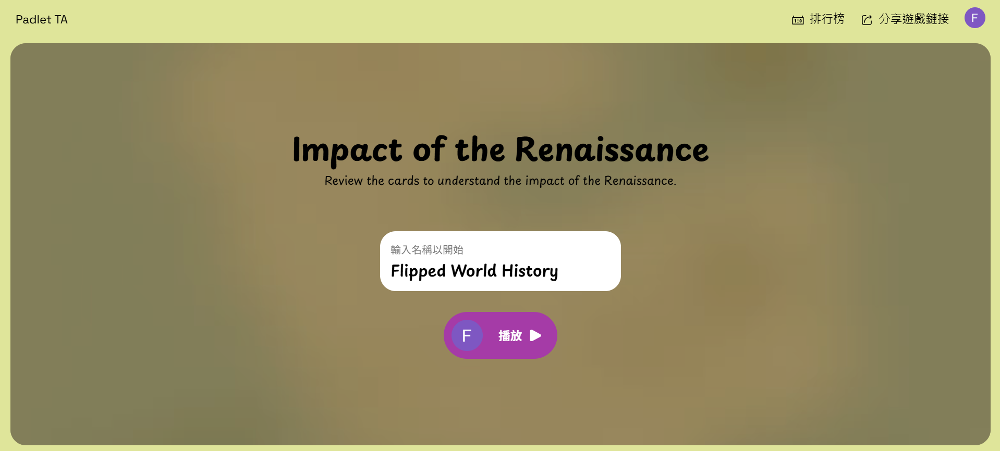 Padlet TA
排行榜
分享遊戲鏈接
F
Impact of the Renaissance
Review the cards to understand the impact of the Renaissance.
輸入名稱以開始
Flipped World History
F 播放